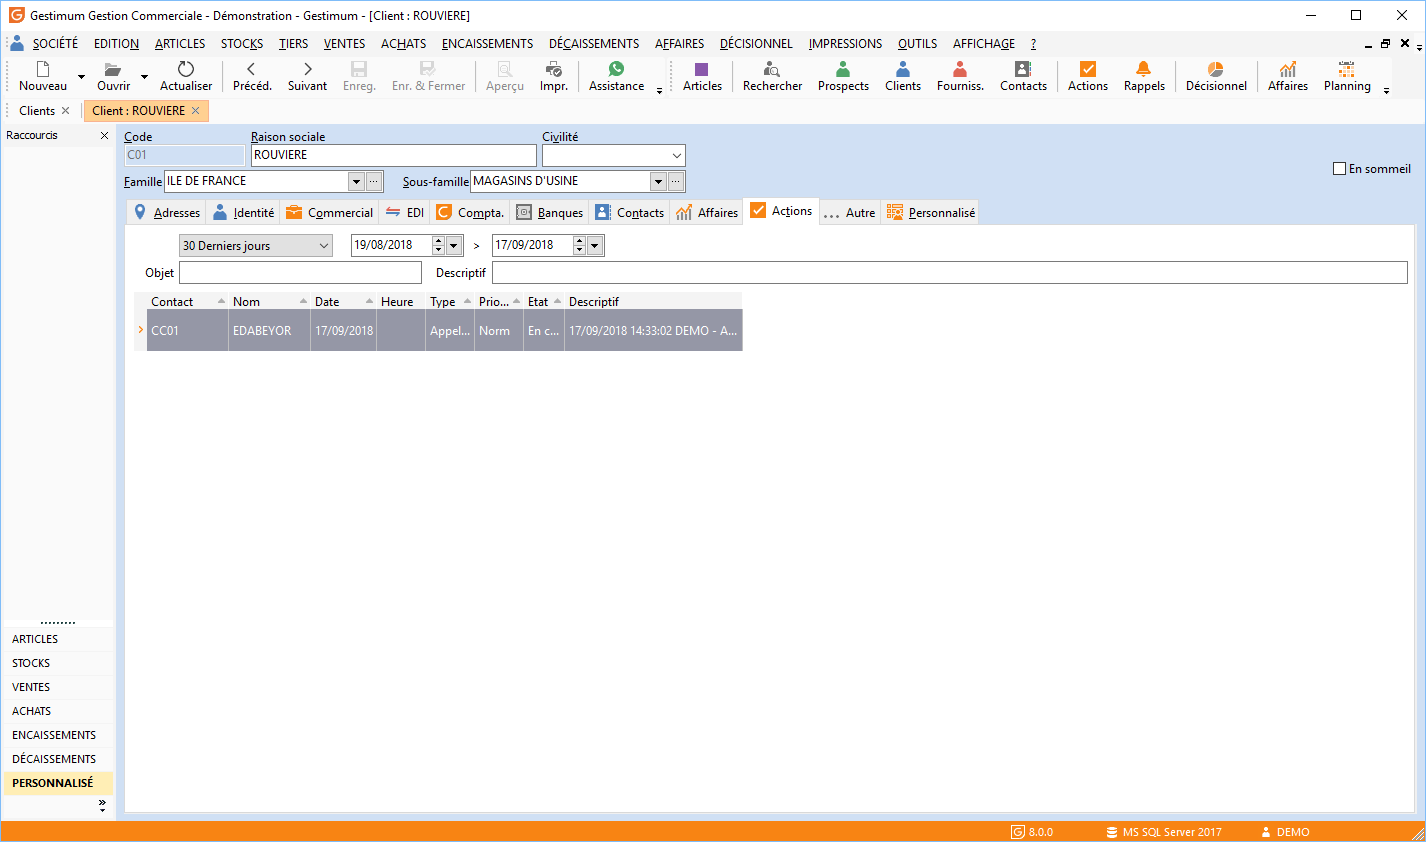 Gestimum Gestion Commerciale - Démonstration - Gestimum - [Client : ROUVIERE]
SOCIÉTÉ EDITION ARTICLES STOCKS TIERS VENTES ACHATS ENCAISSEMENTS DÉCAISSEMENTS AFFAIRES DÉCISIONNEL IMPRESSIONS OUTILS AFFICHAGE ?
Nouveau Ouvrir Actualiser Précéd. Suivant Enreg. Enr. & Fermer Aperçu Impr. Assistance Articles Rechercher Prospects Clients Fourniss. Contacts Actions Rappels Décisionnel Affaires Planning
Clients Client : ROUVIERE
Raccourcis
Code Raison sociale Civilité
C01 ROUVIERE
En sommeil
Famille ILE DE FRANCE Sous-famille MAGASINS D'USINE
Adresses Identité Commercial EDI Compta. Banques Contacts Affaires Actions ... Autre Personnalisé
30 Derniers jours 19/08/2018 > 17/09/2018
Objet Descriptif
Contact Nom Date Heure Type Prio... Etat Descriptif
CC01 EDABEYOR 17/09/2018 Appel... Norm En c... 17/09/2018 14:33:02 DEMO - A...
ARTICLES
STOCKS
VENTES
ACHATS
ENCAISSEMENTS
DÉCAISSEMENTS
PERSONNALISÉ
8.0.0 MS SQL Server 2017 DEMO